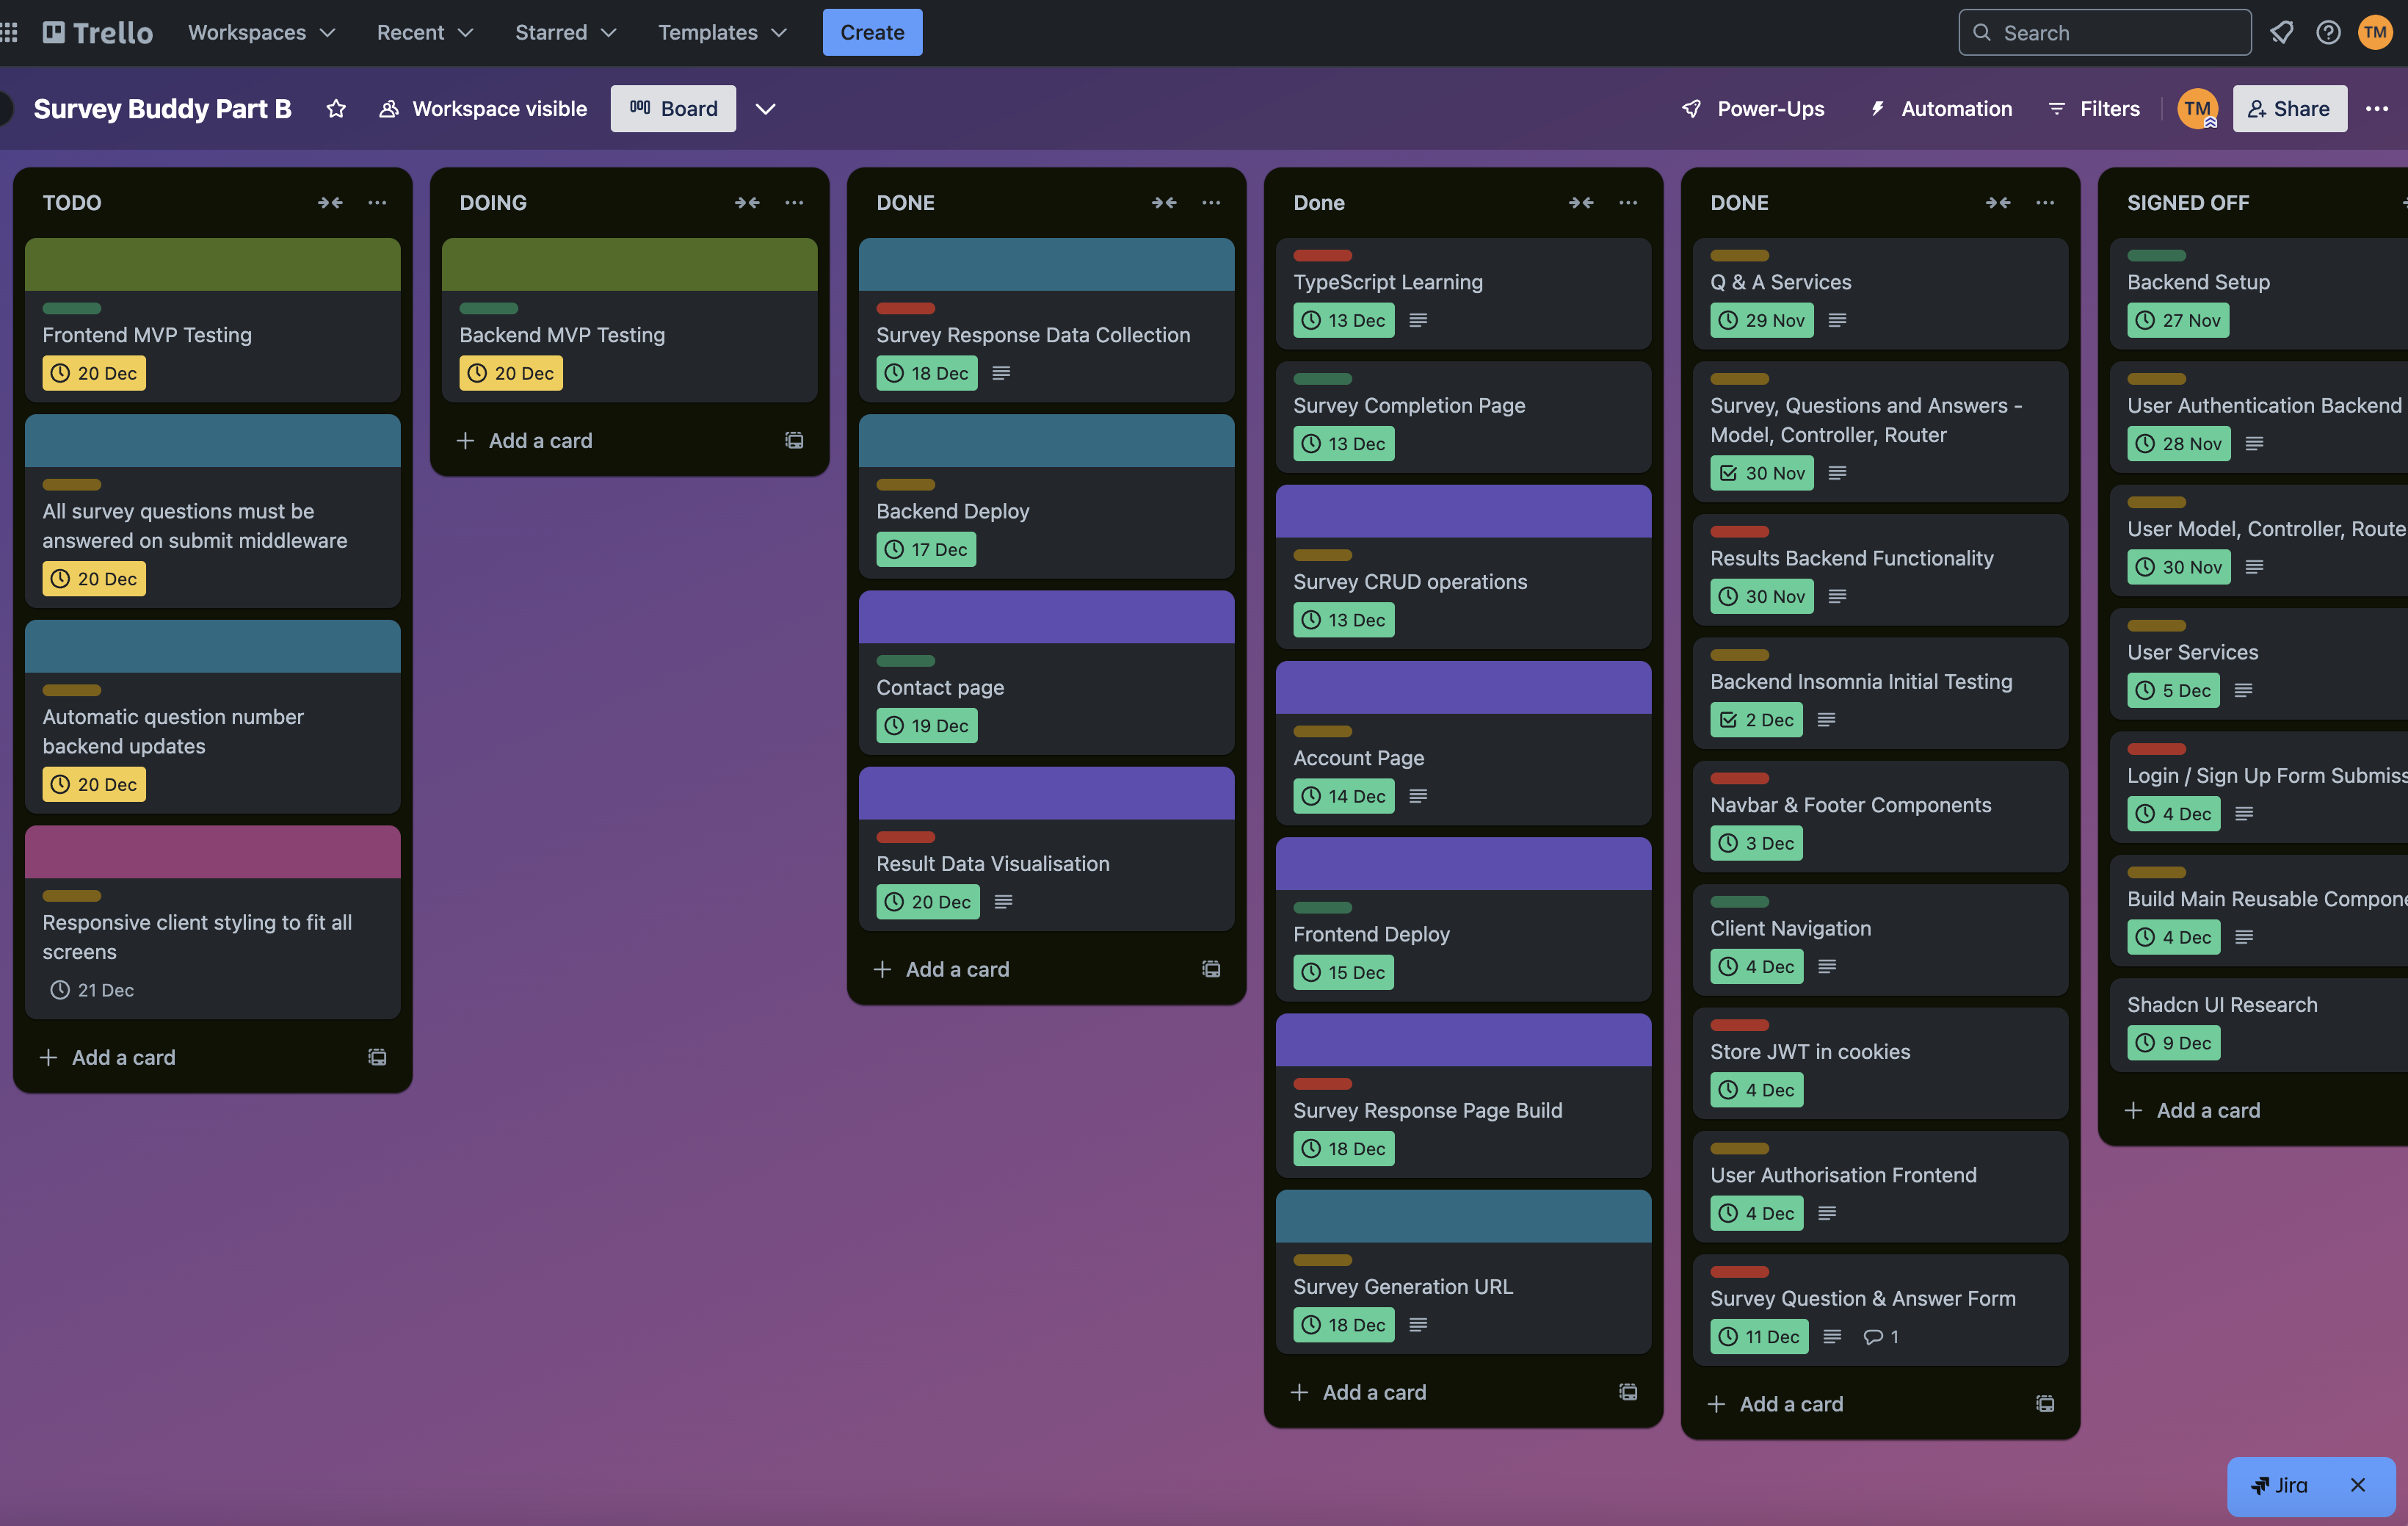 Trello
Workspaces
Recent
Starred
Templates
Create
Search
TM
Survey Buddy Part B
Workspace visible
Board
Power-Ups
Automation
Filters
TM
Share
TODO
Frontend MVP Testing
20 Dec
All survey questions must be
answered on submit middleware
20 Dec
Automatic question number
backend updates
20 Dec
Responsive client styling to fit all
screens
21 Dec
Add a card
DOING
Backend MVP Testing
20 Dec
Add a card
DONE
Survey Response Data Collection
18 Dec
Backend Deploy
17 Dec
Contact page
19 Dec
Result Data Visualisation
20 Dec
Add a card
Done
TypeScript Learning
13 Dec
Survey Completion Page
13 Dec
Survey CRUD operations
13 Dec
Account Page
14 Dec
Frontend Deploy
15 Dec
Survey Response Page Build
18 Dec
Survey Generation URL
18 Dec
Add a card
DONE
Q & A Services
29 Nov
Survey, Questions and Answers -
Model, Controller, Router
30 Nov
Results Backend Functionality
30 Nov
Backend Insomnia Initial Testing
2 Dec
Navbar & Footer Components
3 Dec
Client Navigation
4 Dec
Store JWT in cookies
4 Dec
User Authorisation Frontend
4 Dec
Survey Question & Answer Form
11 Dec
1
Add a card
SIGNED OFF
Backend Setup
27 Nov
User Authentication Backend
28 Nov
User Model, Controller, Route
30 Nov
User Services
5 Dec
Login / Sign Up Form Submiss
4 Dec
Build Main Reusable Compone
4 Dec
Shadcn UI Research
9 Dec
Add a card
Jira